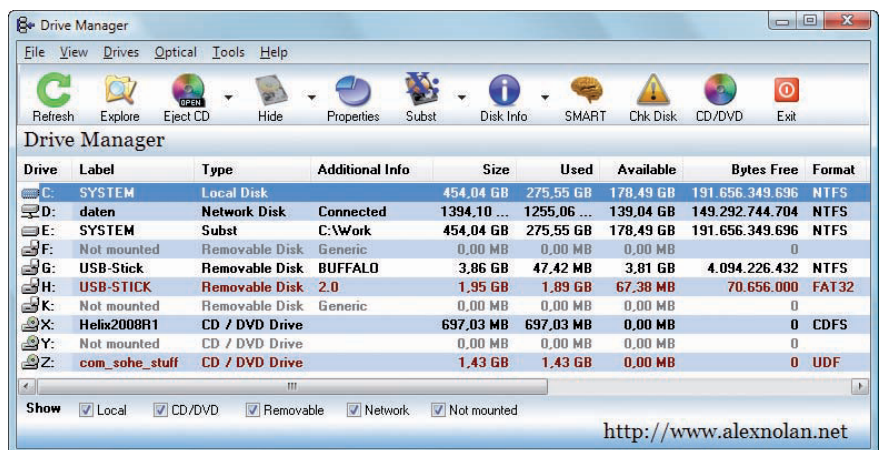 Drive Manager
File View Drives Optical Tools Help
OPEN
Refresh Explore Eject CD Hide Properties Subst Disk Info SMART Chk Disk CD/DVD Exit
Drive Manager
Drive Label Type Additional Info Size Used Available Bytes Free Format
C: SYSTEM Local Disk 454,04 GB 275,55 GB 178,49 GB 191.656.349.696 NTFS
D: daten Network Disk Connected 1394,10 ... 1255,06 ... 139,04 GB 149.292.744.704 NTFS
E: SYSTEM Subst C:\Work 454,04 GB 275,55 GB 178,49 GB 191.656.349.696 NTFS
F: Not mounted Removable Disk Generic 0,00 MB 0,00 MB 0,00 MB 0
G: USB-Stick Removable Disk BUFFALO 3,86 GB 47,42 MB 3,81 GB 4.094.226.432 NTFS
H: USB-STICK Removable Disk 2.0 1,95 GB 1,89 GB 67,38 MB 70.656.000 FAT32
K: Not mounted Removable Disk Generic 0,00 MB 0,00 MB 0,00 MB 0
X: Helix2008R1 CD / DVD Drive 697,03 MB 697,03 MB 0,00 MB 0 CDFS
Y: Not mounted CD / DVD Drive 0,00 MB 0,00 MB 0,00 MB 0
Z: com_sohe_stuff CD / DVD Drive 1,43 GB 1,43 GB 0,00 MB 0 UDF
Show Local CD/DVD Removable Network Not mounted
http://www.alexnolan.net